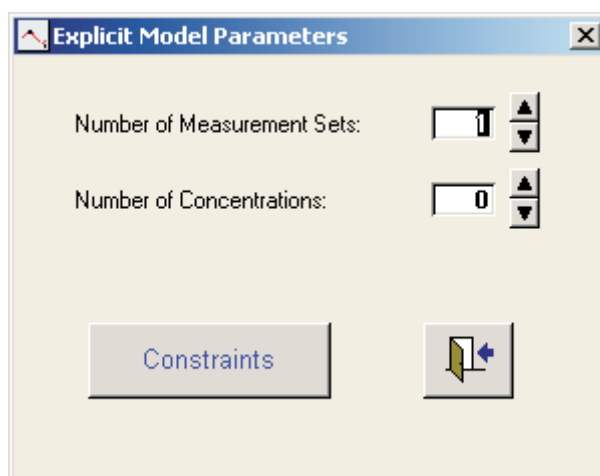 Explicit Model Parameters
Number of Measurement Sets: 1
Number of Concentrations: 0
Constraints